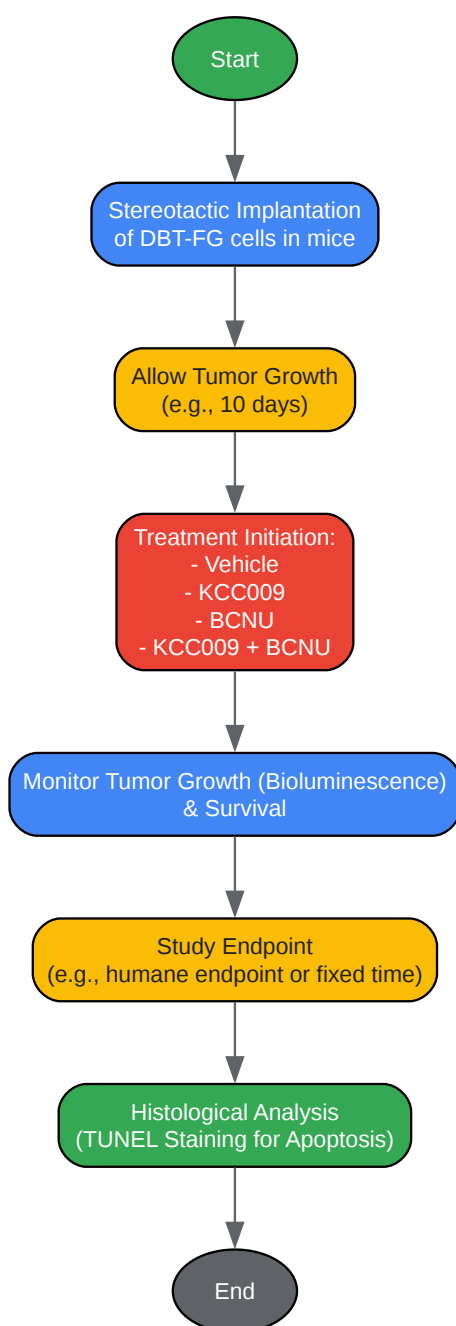 Start
Stereotactic Implantation
of DBT-FG cells in mice
Allow Tumor Growth
(e.g., 10 days)
Treatment Initiation:
- Vehicle
- KCC009
- BCNU
- KCC009 + BCNU
Monitor Tumor Growth (Bioluminescence)
& Survival
Study Endpoint
(e.g., humane endpoint or fixed time)
Histological Analysis
(TUNEL Staining for Apoptosis)
End